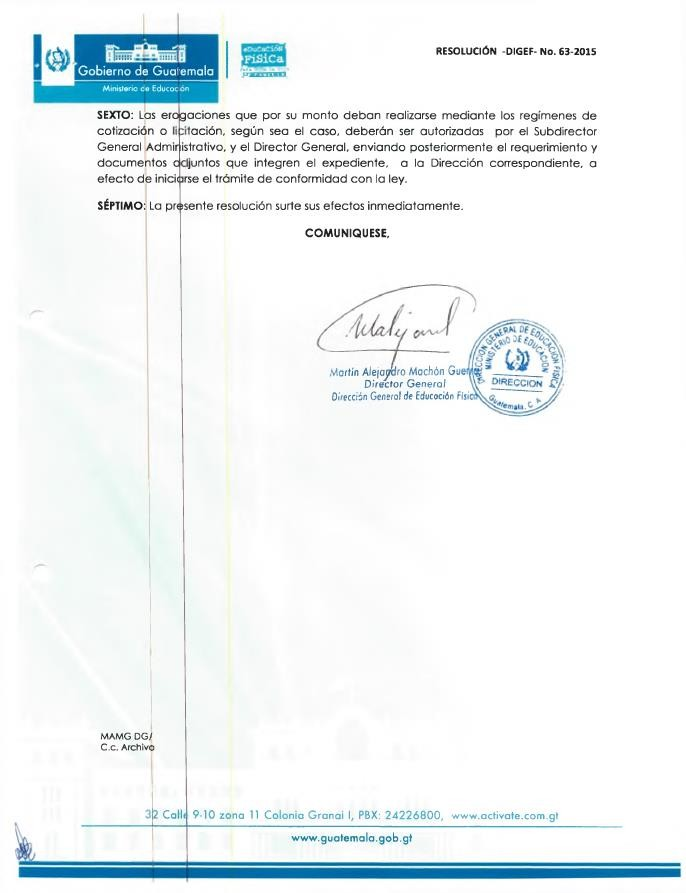 RESOLUCIÓN -DIGEF- No. 63-2015
Gobierno de Guatemala
Ministerio de Educación
EDUCACIÓN
FÍSICA
SEXTO: Las erogaciones que por su monto deban realizarse mediante los regímenes de
cotización o licitación, según sea el caso, deberán ser autorizadas por el Subdirector
General Administrativo, y el Director General, enviando posteriormente el requerimiento y
documentos adjuntos que integren el expediente, a la Dirección correspondiente, a
efecto de iniciarse el trámite de conformidad con la ley.
SÉPTIMO: La presente resolución surte sus efectos inmediatamente.
COMUNIQUESE,
Martín Alejandro Machón
Director General
Dirección General de Educación Física
DIRECCION GENERAL DE EDUCACION FISICA
MINISTERIO DE EDUCACION
DIRECCION
Guatemala, C. A.
MAMG DG/
C.c. Archivo
32 Calle 9-10 zona 11 Colonia Granai I, PBX: 24226800, www.activate.com.gt
www.guatemala.gob.gt